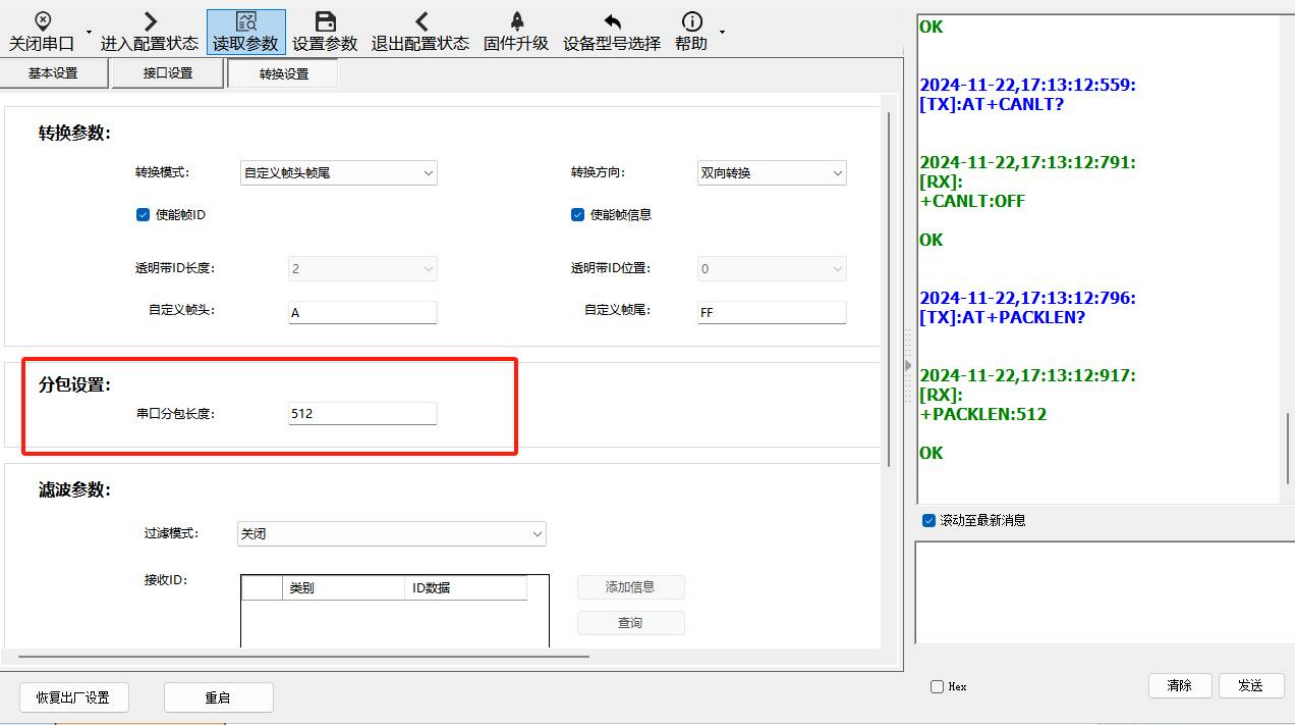 关闭串口 进入配置状态 读取参数 设置参数 退出配置状态 固件升级 设备型号选择 帮助
基本设置 接口设置 转换设置
转换参数:
转换模式: 自定义帧头帧尾 转换方向: 双向转换
使能帧ID 使能帧信息
透明带ID长度: 2 透明带ID位置: 0
自定义帧头: A 自定义帧尾: FF
分包设置:
串口分包长度: 512
滤波参数:
过滤模式: 关闭
接收ID: 类别 ID数据 添加信息
查询
恢复出厂设置 重启
OK
2024-11-22,17:13:12:559:
[TX]:AT+CANLT?
2024-11-22,17:13:12:791:
[RX]:
+CANLT:OFF
OK
2024-11-22,17:13:12:796:
[TX]:AT+PACKLEN?
2024-11-22,17:13:12:917:
[RX]:
+PACKLEN:512
OK
滚动至最新消息
Hex 清除 发送